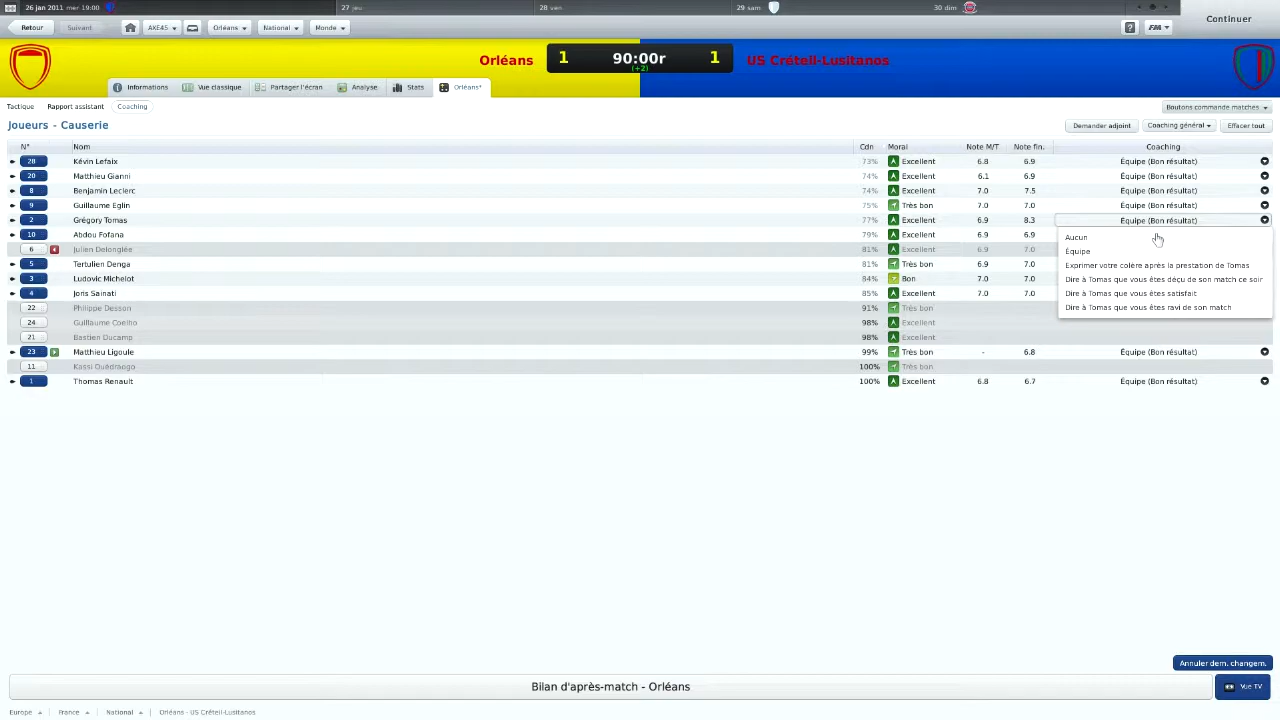 26 jan 2011 mer 19:00 27 jeu 28 ven 29 sam 30 dim
Continuer
Retour Suivant AXE45 Orléans National Monde ? FM
Orléans 1 90:00r 1 US Créteil-Lusitanos
(+2)
Informations Vue classique Partager l'écran Analyse Stats Orléans*
Tactique Rapport assistant Coaching Boutons commande matches
Joueurs - Causerie Demander adjoint Coaching général Effacer tout
N° Nom Cdn Moral Note M/T Note fin. Coaching
28 Kévin Lefaix 73% Excellent 6.8 6.9 Équipe (Bon résultat)
20 Matthieu Gianni 74% Excellent 6.1 6.9 Équipe (Bon résultat)
8 Benjamin Leclerc 74% Excellent 7.0 7.5 Équipe (Bon résultat)
9 Guillaume Eglin 75% Très bon 7.0 7.0 Équipe (Bon résultat)
2 Grégory Tomas 77% Excellent 6.9 8.3 Équipe (Bon résultat)
10 Abdou Fofana 79% Excellent 6.9 6.9
6 Julien Delonglée 81% Excellent 6.9 7.0
5 Tertulien Denga 81% Très bon 6.9 7.0
3 Ludovic Michelot 84% Bon 7.0 7.0
4 Joris Sainati 85% Excellent 7.0 7.0
22 Philippe Desson 91% Très bon
24 Guillaume Coelho 98% Excellent
21 Bastien Ducamp 98% Excellent
23 Matthieu Ligoule 99% Très bon - 6.8 Équipe (Bon résultat)
11 Kassi Ouedraogo 100% Très bon
1 Thomas Renault 100% Excellent 6.8 6.7 Équipe (Bon résultat)
Aucun
Équipe
Exprimer votre colère après la prestation de Tomas
Dire à Tomas que vous êtes déçu de son match ce soir
Dire à Tomas que vous êtes satisfait
Dire à Tomas que vous êtes ravi de son match
Annuler dem. changem.
Bilan d'après-match - Orléans Vue TV
Europe France National Orléans - US Créteil-Lusitanos